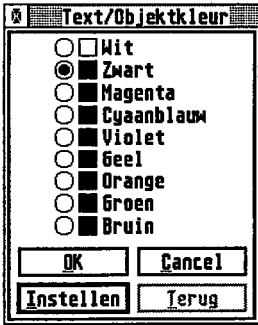 Text/Objektkleur
Wit
Zwart
Magenta
Cyaanblauw
Violet
Geel
Orange
Groen
Bruin
OK Cancel
Instellen Terug